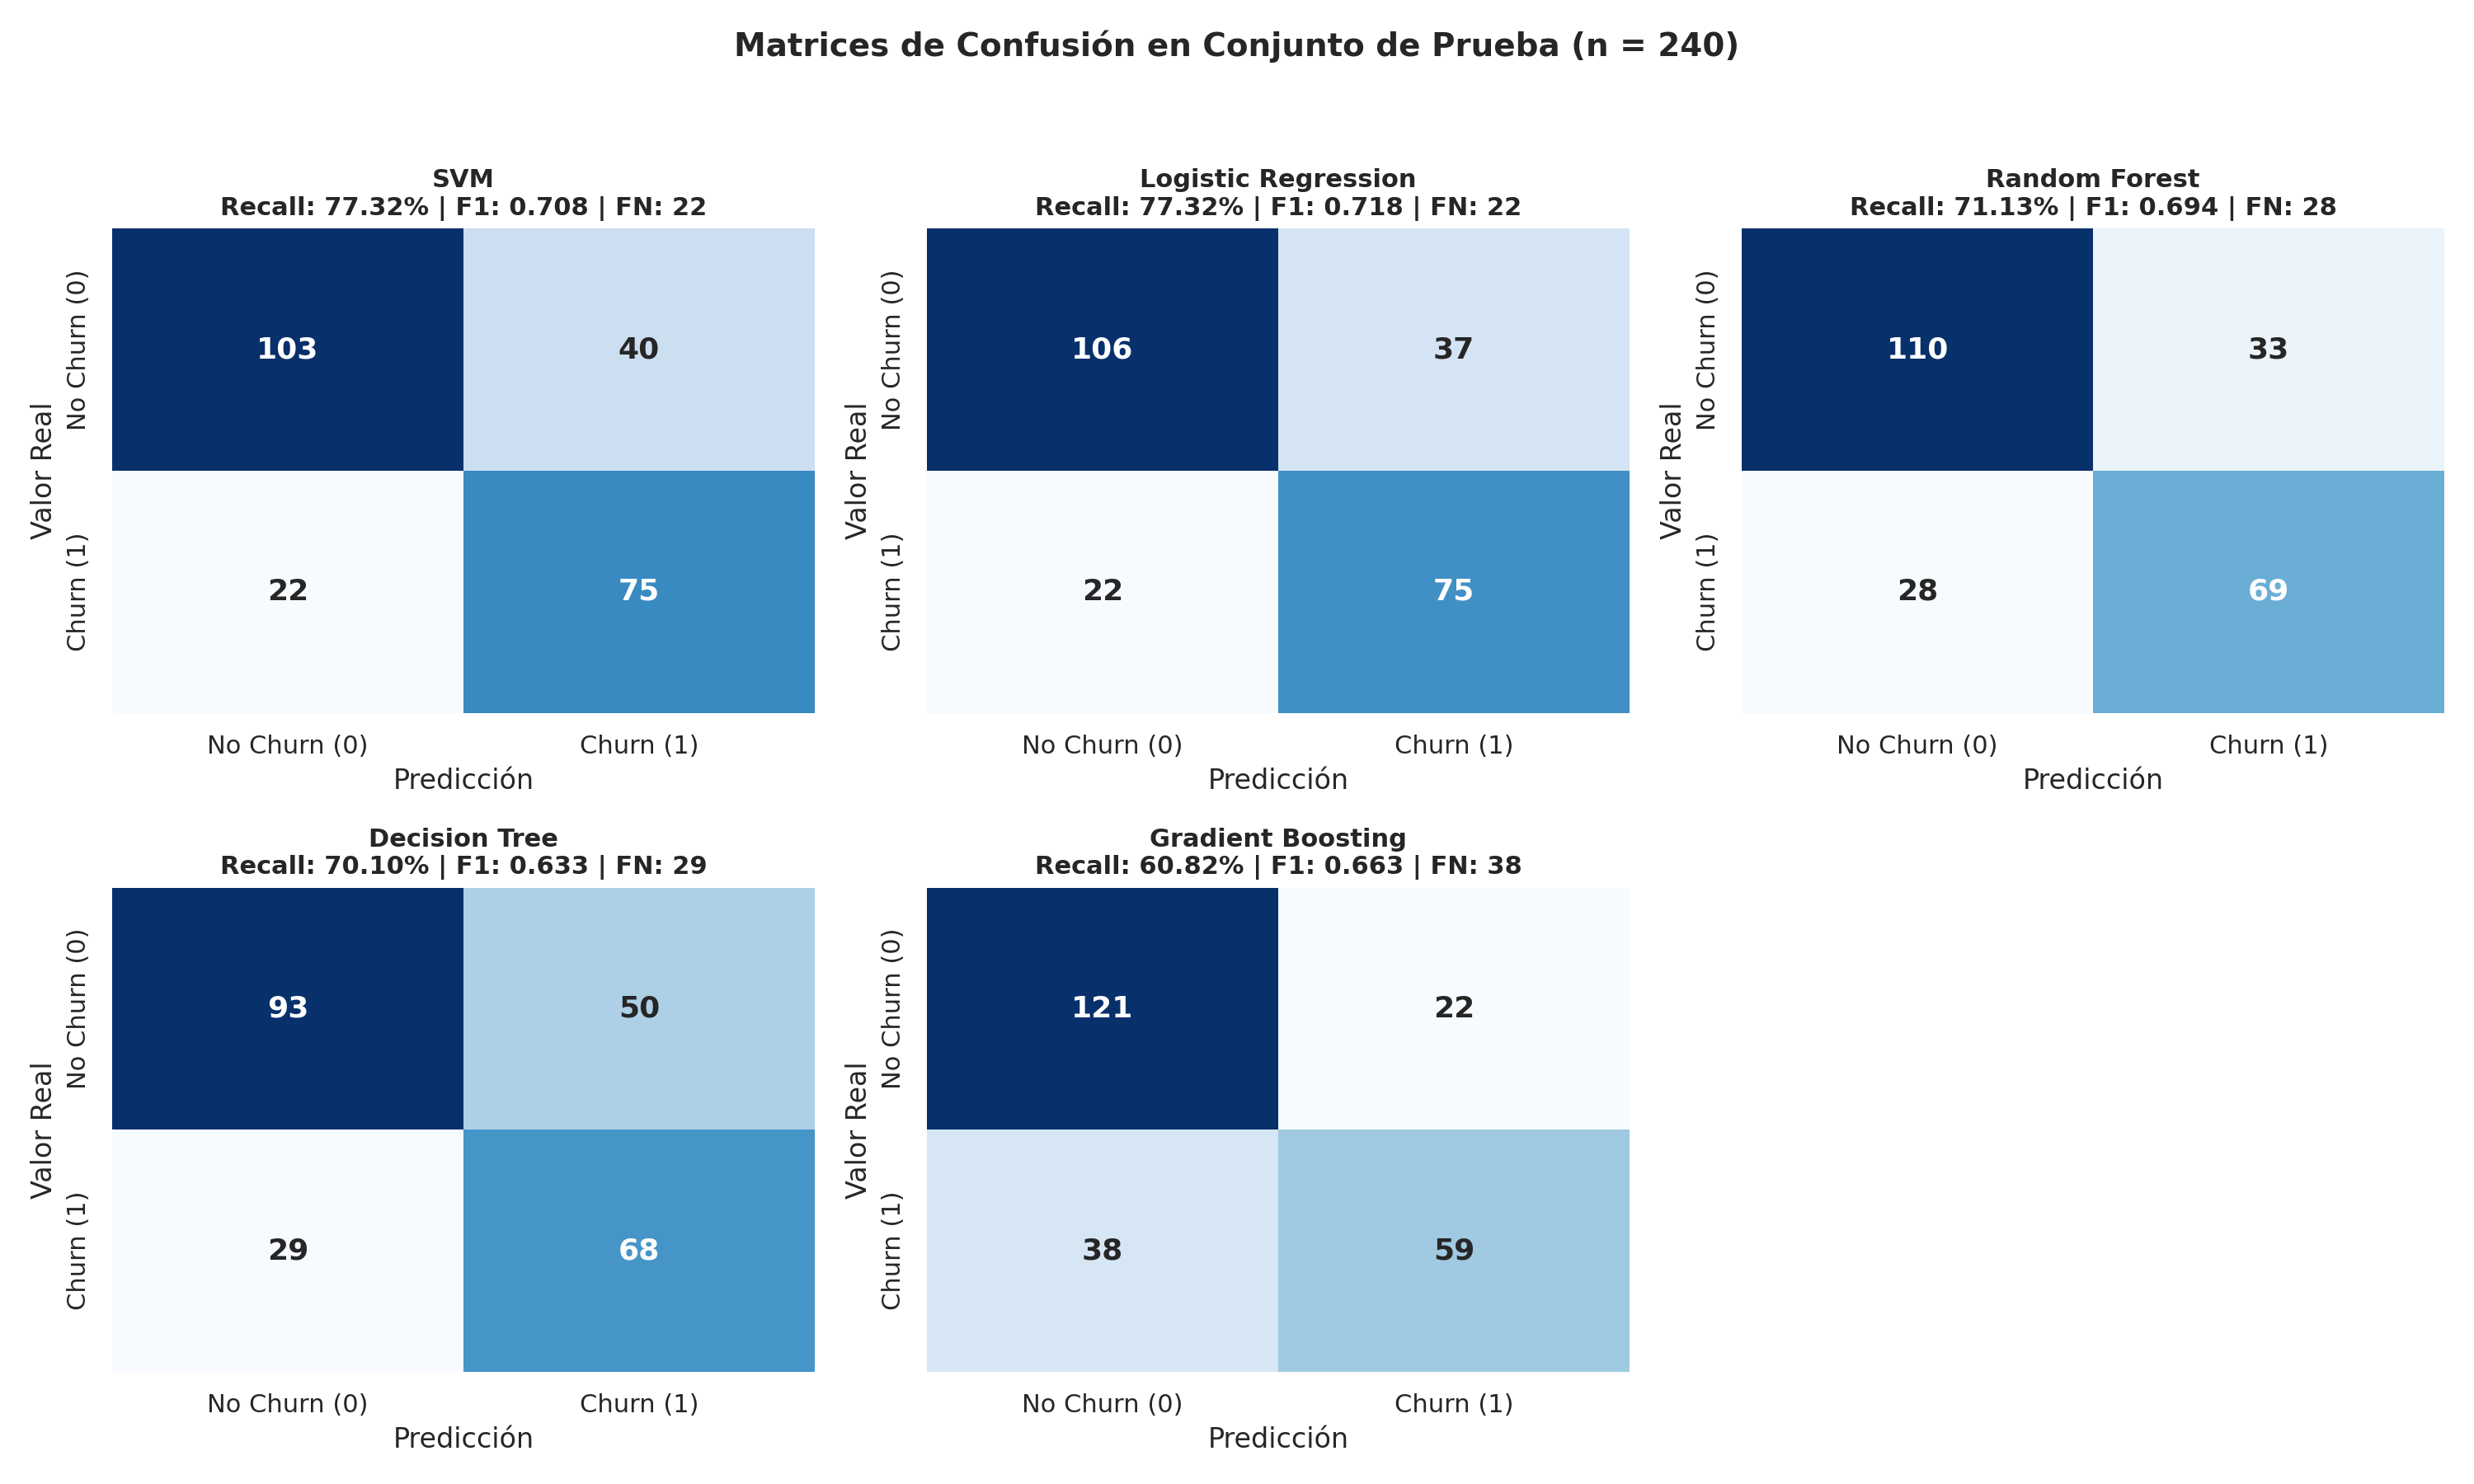 Matrices de Confusión en Conjunto de Prueba (n = 240)
SVM
Recall: 77.32% | F1: 0.708 | FN: 22
Valor Real
No Churn (0)
Churn (1)
103
40
22
75
No Churn (0)
Churn (1)
Predicción
Logistic Regression
Recall: 77.32% | F1: 0.718 | FN: 22
Valor Real
No Churn (0)
Churn (1)
106
37
22
75
No Churn (0)
Churn (1)
Predicción
Random Forest
Recall: 71.13% | F1: 0.694 | FN: 28
Valor Real
No Churn (0)
Churn (1)
110
33
28
69
No Churn (0)
Churn (1)
Predicción
Decision Tree
Recall: 70.10% | F1: 0.633 | FN: 29
Valor Real
No Churn (0)
Churn (1)
93
50
29
68
No Churn (0)
Churn (1)
Predicción
Gradient Boosting
Recall: 60.82% | F1: 0.663 | FN: 38
Valor Real
No Churn (0)
Churn (1)
121
22
38
59
No Churn (0)
Churn (1)
Predicción